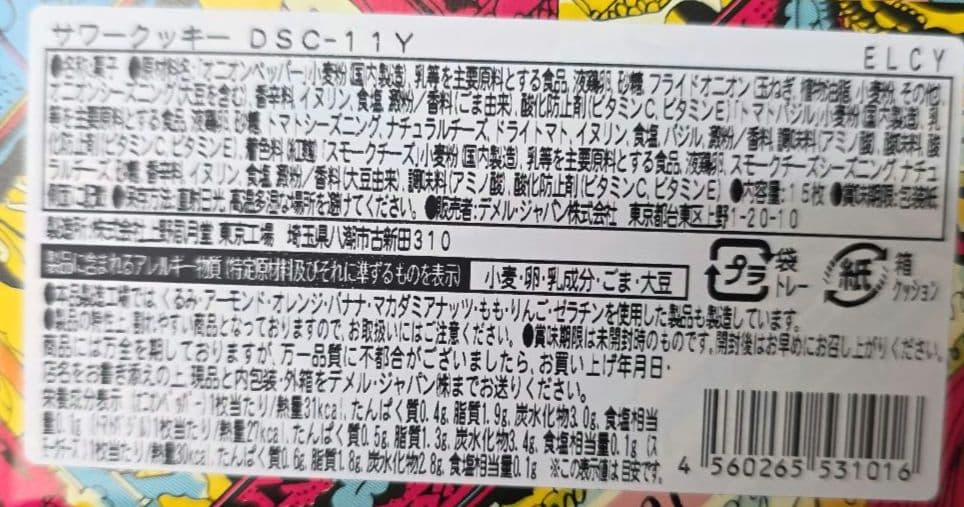 サワークッキー DSC-11Y
ELCY
●名称:菓子 ●原材料名:「オニオンペッパー」小麦粉(国内製造)、乳等を主要原料とする食品、液鶏卵、砂糖、フライドオニオン(玉ねぎ、植物油脂、小麦粉、その他)、
オニオンシーズニング(大豆を含む)、香辛料、イヌリン、食塩、澱粉/香料(ごま由来)、酸化防止剤(ビタミンC、ビタミンE)「トマトバジル」小麦粉(国内製造)、乳
等を主要原料とする食品、液鶏卵、砂糖、トマトシーズニング、ナチュラルチーズ、ドライトマト、イヌリン、食塩、バジル、澱粉/香料、調味料(アミノ酸)、酸味料、酸
化防止剤(ビタミンC、ビタミンE)、着色料(紅麹)「スモークチーズ」小麦粉(国内製造)、乳等を主要原料とする食品、液鶏卵、スモークチーズシーズニング、ナチュ
ラルチーズ、砂糖、香辛料、イヌリン、食塩、澱粉/香料(大豆由来)、調味料(アミノ酸)、酸化防止剤(ビタミンC、ビタミンE) ●内容量:15枚 ●賞味期限:包装紙
側面に記載 ●保存方法:直射日光、高温多湿な場所を避けてください。 ●販売者:デメル・ジャパン株式会社 東京都台東区上野1-20-10
製造所:株式会社上野凮月堂 東京工場 埼玉県八潮市古新田310
製品に含まれるアレルギー物質(特定原材料及びそれに準ずるものを表示)
小麦・卵・乳成分・ごま・大豆
プラ
袋
トレー
紙
箱
クッション
●本品製造工場では、くるみ・アーモンド・オレンジ・バナナ・マカダミアナッツ・もも・りんご・ゼラチンを使用した製品も製造しています。
●製品の特性上、割れやすい商品となっておりますので、お取扱いにはご注意ください。 ●賞味期限は未開封時のものです。開封後はお早めにお召し上がりください。
商品には万全を期しておりますが、万一品質に不都合がございましたら、お買い上げ年月日・
店名をお書き添えの上、現品と内包装・外箱をデメル・ジャパン(株)までお送りください。
栄養成分表示 (オニオンペッパー)1枚当たり/熱量31kcal、たんぱく質0.4g、脂質1.9g、炭水化物3.0g、食塩相当
量0.1g (トマトバジル)1枚当たり/熱量27kcal、たんぱく質0.5g、脂質1.3g、炭水化物3.4g、食塩相当量0.1g (ス
モークチーズ)1枚当たり/熱量30kcal、たんぱく質0.6g、脂質1.8g、炭水化物2.8g、食塩相当量0.1g ※この表示値は目安です。
4 560265 531016